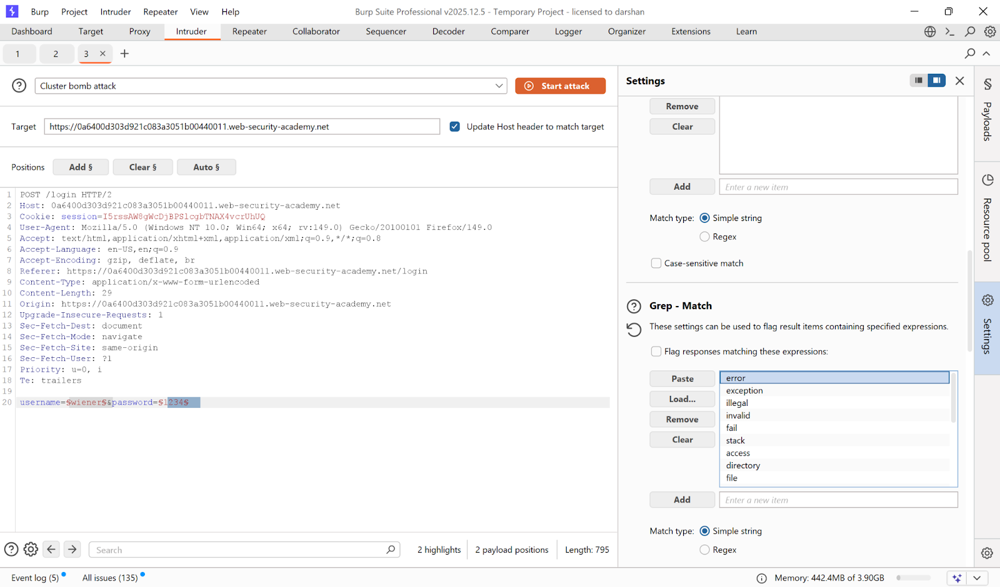 Burp Project Intruder Repeater View Help
Burp Suite Professional v2025.12.5 - Temporary Project - licensed to darshan
Dashboard Target Proxy Intruder Repeater Collaborator Sequencer Decoder Comparer Logger Organizer Extensions Learn
1 2 3
Cluster bomb attack
Start attack
Target https://0a6400d303d921c083a3051b00440011.web-security-academy.net
Update Host header to match target
Positions Add § Clear § Auto §
1 POST /login HTTP/2
2 Host: 0a6400d303d921c083a3051b00440011.web-security-academy.net
3 Cookie: session=I5rssAW8gWcDjBPSlcgbTNAX4vcrUhUQ
4 User-Agent: Mozilla/5.0 (Windows NT 10.0; Win64; x64; rv:149.0) Gecko/20100101 Firefox/149.0
5 Accept: text/html,application/xhtml+xml,application/xml;q=0.9,*/*;q=0.8
6 Accept-Language: en-US,en;q=0.9
7 Accept-Encoding: gzip, deflate, br
8 Referer: https://0a6400d303d921c083a3051b00440011.web-security-academy.net/login
9 Content-Type: application/x-www-form-urlencoded
10 Content-Length: 29
11 Origin: https://0a6400d303d921c083a3051b00440011.web-security-academy.net
12 Upgrade-Insecure-Requests: 1
13 Sec-Fetch-Dest: document
14 Sec-Fetch-Mode: navigate
15 Sec-Fetch-Site: same-origin
16 Sec-Fetch-User: ?1
17 Priority: u=0, i
18 Te: trailers
19
20 username=§wiener§&password=§1234§
Search
2 highlights
2 payload positions
Length: 795
Settings
Remove
Clear
Add
Enter a new item
Match type: Simple string
Regex
Case-sensitive match
Grep - Match
These settings can be used to flag result items containing specified expressions.
Flag responses matching these expressions:
Paste
Load...
Remove
Clear
error
exception
illegal
invalid
fail
stack
access
directory
file
Add
Enter a new item
Match type: Simple string
Regex
§ Payloads
Resource pool
Settings
Event log (5)
All issues (135)
Memory: 442.4MB of 3.90GB